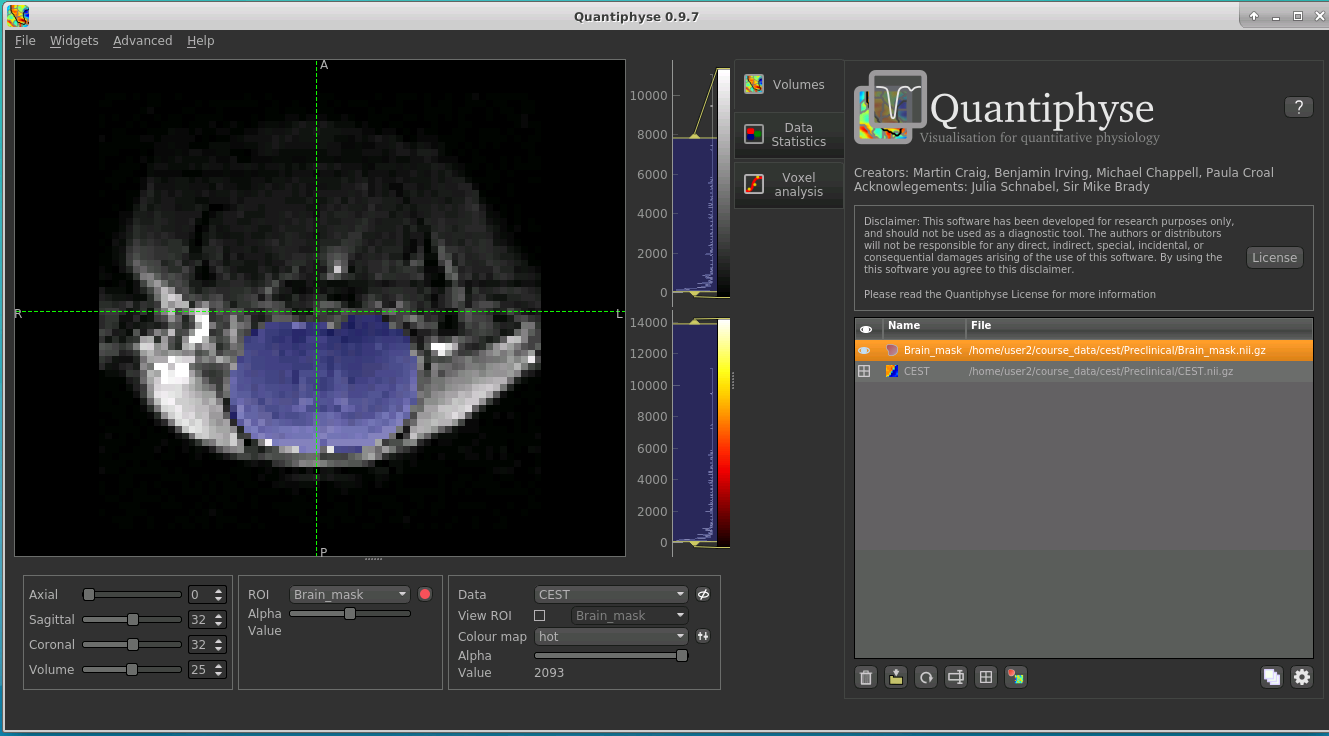 Quantiphyse 0.9.7
File Widgets Advanced Help
A
R
L
P
10000
8000
6000
4000
2000
0
14000
12000
10000
8000
6000
4000
2000
0
Volumes
Data
Statistics
Voxel
analysis
Quantiphyse
Visualisation for quantitative physiology
?
Creators: Martin Craig, Benjamin Irving, Michael Chappell, Paula Croal
Acknowlegements: Julia Schnabel, Sir Mike Brady
Disclaimer: This software has been developed for research purposes only,
and should not be used as a diagnostic tool. The authors or distributors
will not be responsible for any direct, indirect, special, incidental, or
consequential damages arising of the use of this software. By using the
this software you agree to this disclaimer.
Please read the Quantiphyse License for more information
License
Name File
Brain_mask /home/user2/course_data/cest/Preclinical/Brain_mask.nii.gz
CEST /home/user2/course_data/cest/Preclinical/CEST.nii.gz
Axial 0
Sagittal 32
Coronal 32
Volume 25
ROI Brain_mask
Alpha
Value
Data CEST
View ROI Brain_mask
Colour map hot
Alpha
Value 2093